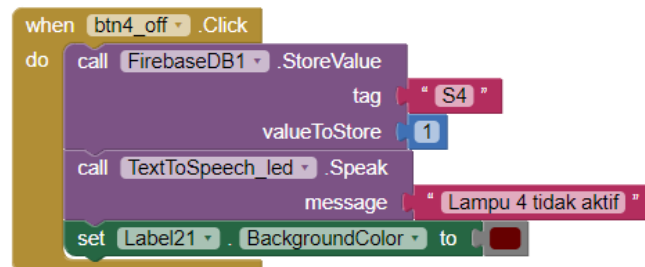 when btn4_off .Click
do call FirebaseDB1 .StoreValue
tag " S4 "
valueToStore 1
call TextToSpeech_led .Speak
message " Lampu 4 tidak aktif "
set Label21 . BackgroundColor to